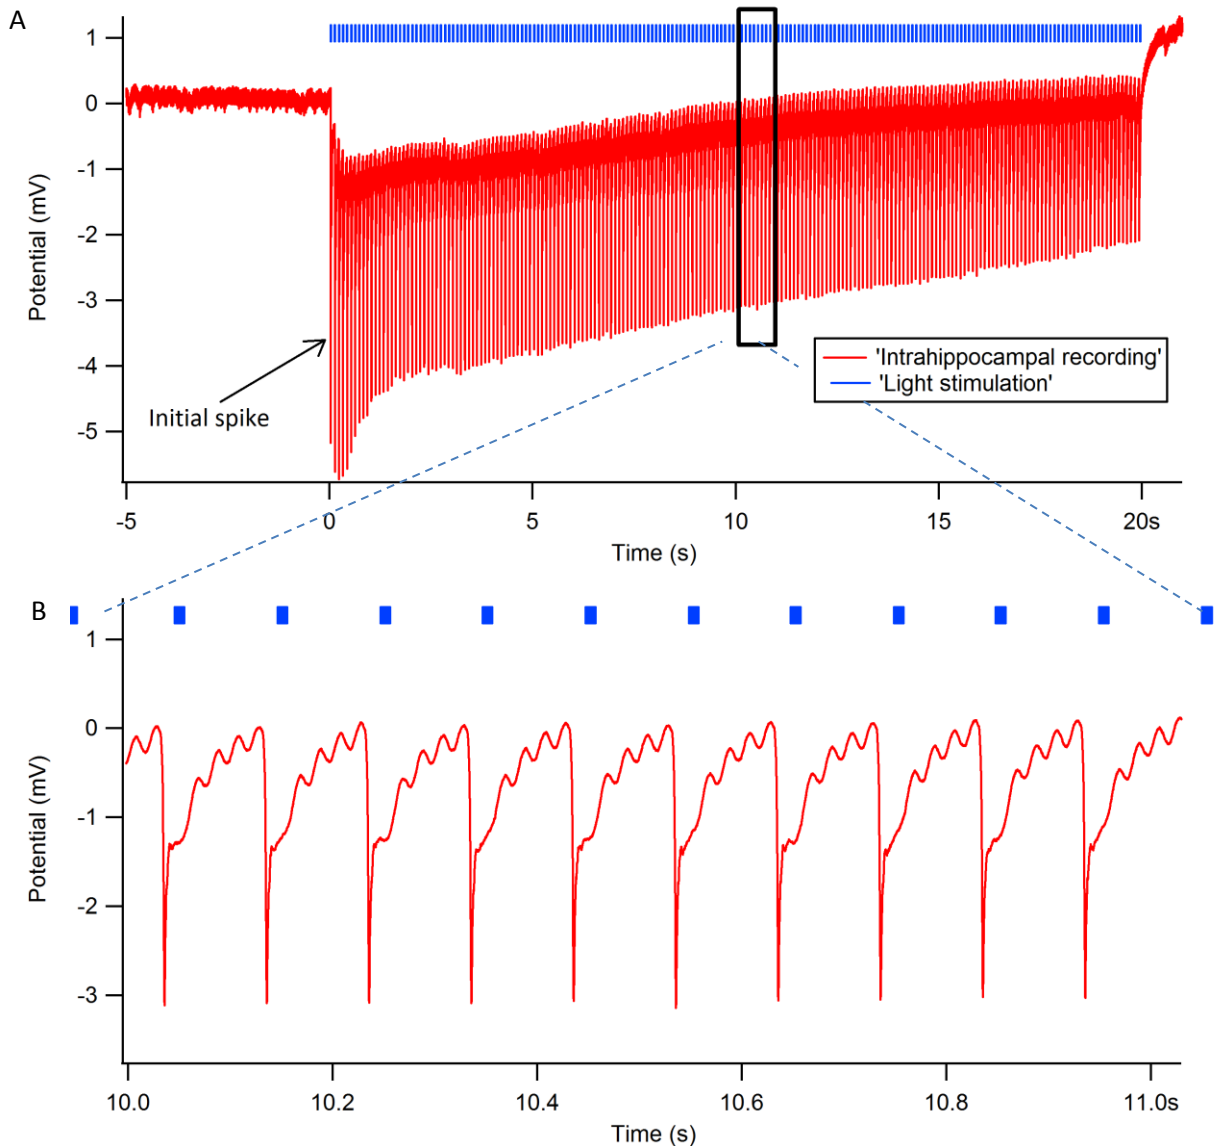 A
1
0
-1
-2
-3
-4
-5
Potential (mV)
Initial spike
'Intrahippocampal recording'
'Light stimulation'
-5
0
5
10
15
20s
Time (s)
B
1
0
-1
-2
-3
Potential (mV)
10.0
10.2
10.4
10.6
10.8
11.0s
Time (s)